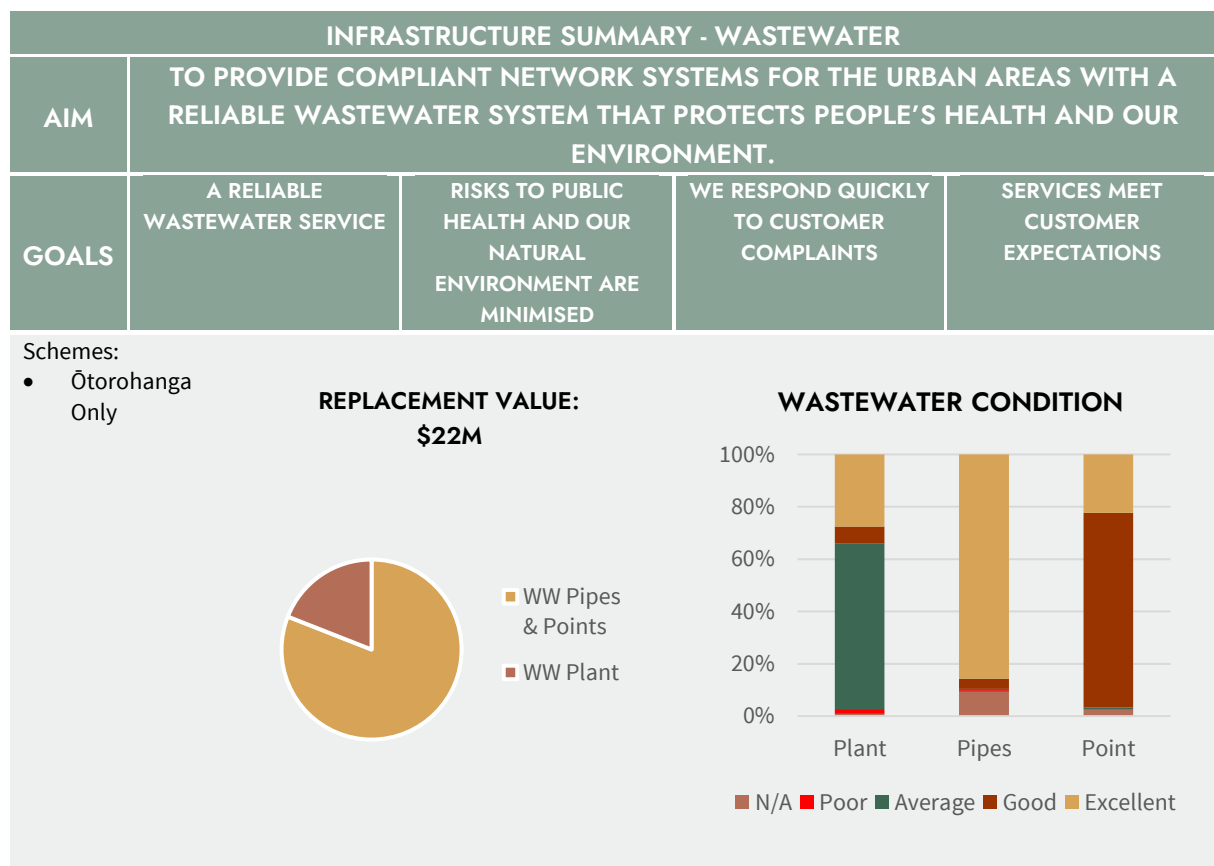 INFRASTRUCTURE SUMMARY - WASTEWATER
AIM
TO PROVIDE COMPLIANT NETWORK SYSTEMS FOR THE URBAN AREAS WITH A
RELIABLE WASTEWATER SYSTEM THAT PROTECTS PEOPLE’S HEALTH AND OUR
ENVIRONMENT.
GOALS
A RELIABLE
WASTEWATER SERVICE
RISKS TO PUBLIC
HEALTH AND OUR
NATURAL
ENVIRONMENT ARE
MINIMISED
WE RESPOND QUICKLY
TO CUSTOMER
COMPLAINTS
SERVICES MEET
CUSTOMER
EXPECTATIONS
Schemes:
• Ōtorohanga
Only
REPLACEMENT VALUE:
$22M
WW Pipes
& Points
WW Plant
WASTEWATER CONDITION
100%
80%
60%
40%
20%
0%
Plant Pipes Point
N/A Poor Average Good Excellent